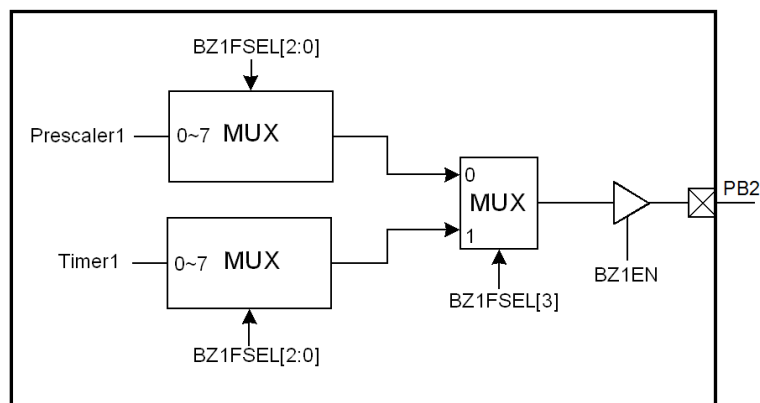 BZ1FSEL[2:0]
Prescaler1
0~7 MUX
0
MUX
1
PB2
Timer1
0~7 MUX
BZ1EN
BZ1FSEL[3]
BZ1FSEL[2:0]